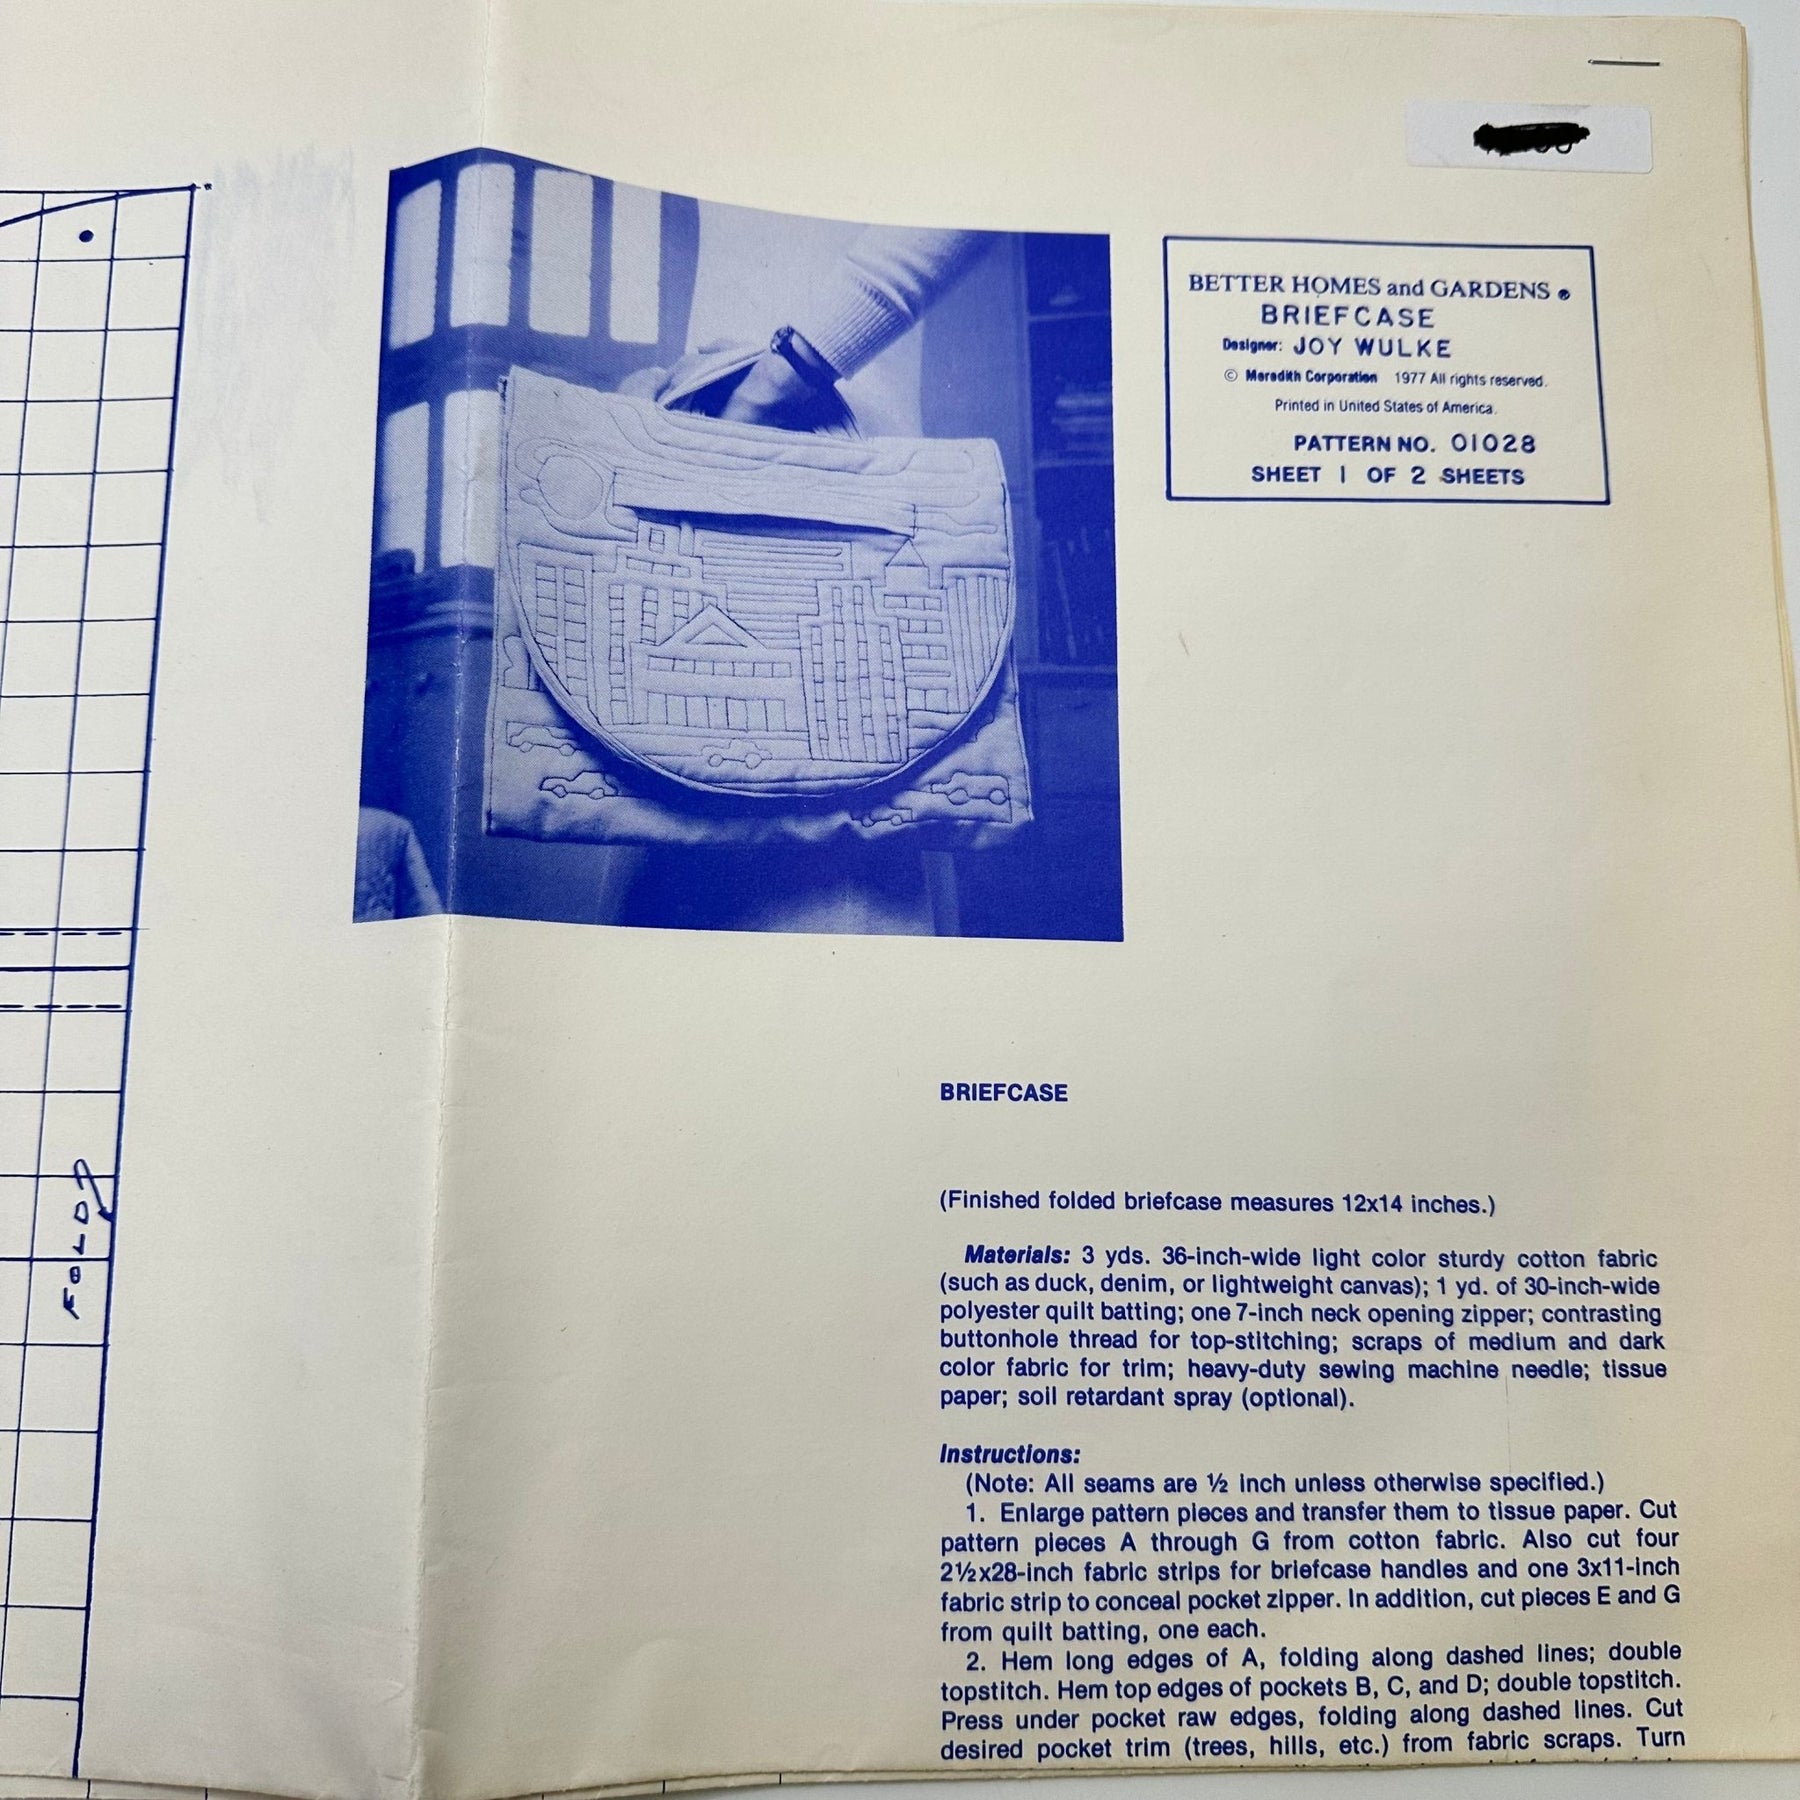 BETTER HOMES and GARDENS ®
BRIEFCASE
Designer: JOY WULKE
© Meredith Corporation 1977 All rights reserved.
Printed in United States of America.
PATTERN NO. 01028
SHEET 1 OF 2 SHEETS
FOLD
BRIEFCASE
(Finished folded briefcase measures 12x14 inches.)
Materials: 3 yds. 36-inch-wide light color sturdy cotton fabric
(such as duck, denim, or lightweight canvas); 1 yd. of 30-inch-wide
polyester quilt batting; one 7-inch neck opening zipper; contrasting
buttonhole thread for top-stitching; scraps of medium and dark
color fabric for trim; heavy-duty sewing machine needle; tissue
paper; soil retardant spray (optional).
Instructions:
(Note: All seams are ½ inch unless otherwise specified.)
1. Enlarge pattern pieces and transfer them to tissue paper. Cut
pattern pieces A through G from cotton fabric. Also cut four
2½x28-inch fabric strips for briefcase handles and one 3x11-inch
fabric strip to conceal pocket zipper. In addition, cut pieces E and G
from quilt batting, one each.
2. Hem long edges of A, folding along dashed lines; double
topstitch. Hem top edges of pockets B, C, and D; double topstitch.
Press under pocket raw edges, folding along dashed lines. Cut
desired pocket trim (trees, hills, etc.) from fabric scraps. Turn